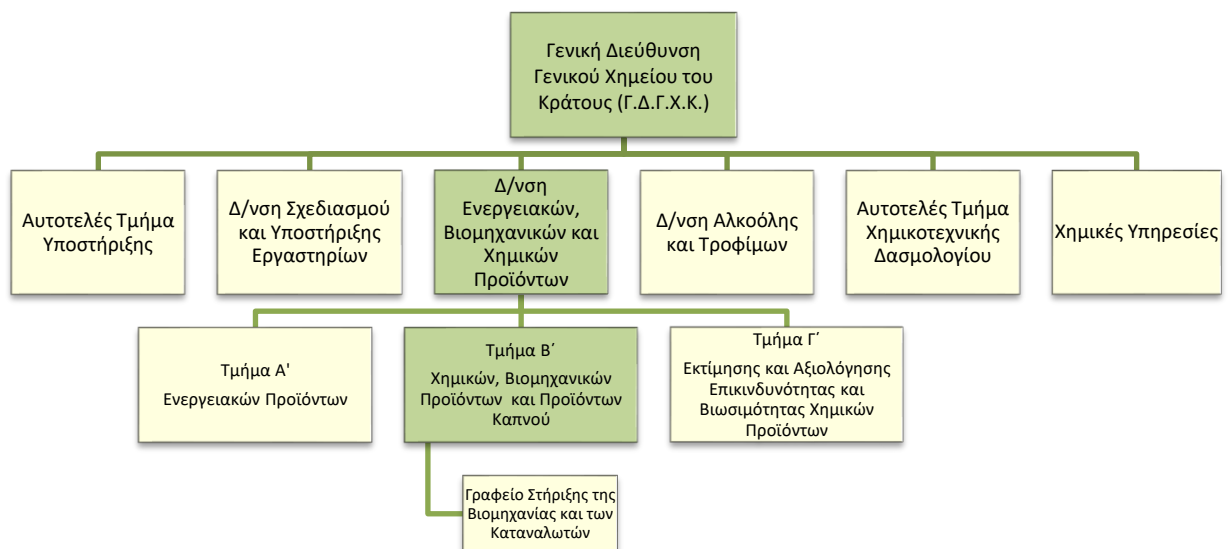 Γενική Διεύθυνση
Γενικού Χημείου του
Κράτους (Γ.Δ.Γ.Χ.Κ.)
Αυτοτελές Τμήμα
Υποστήριξης
Δ/νση Σχεδιασμού
και Υποστήριξης
Εργαστηρίων
Δ/νση
Ενεργειακών,
Βιομηχανικών και
Χημικών
Προϊόντων
Δ/νση Αλκοόλης
και Τροφίμων
Αυτοτελές Τμήμα
Χημικοτεχνικής
Δασμολογίου
Χημικές Υπηρεσίες
Τμήμα Α'
Ενεργειακών Προϊόντων
Τμήμα Β΄
Χημικών, Βιομηχανικών
Προϊόντων και Προϊόντων
Καπνού
Τμήμα Γ΄
Εκτίμησης και Αξιολόγησης
Επικινδυνότητας και
Βιωσιμότητας Χημικών
Προϊόντων
Γραφείο Στήριξης της
Βιομηχανίας και των
Καταναλωτών